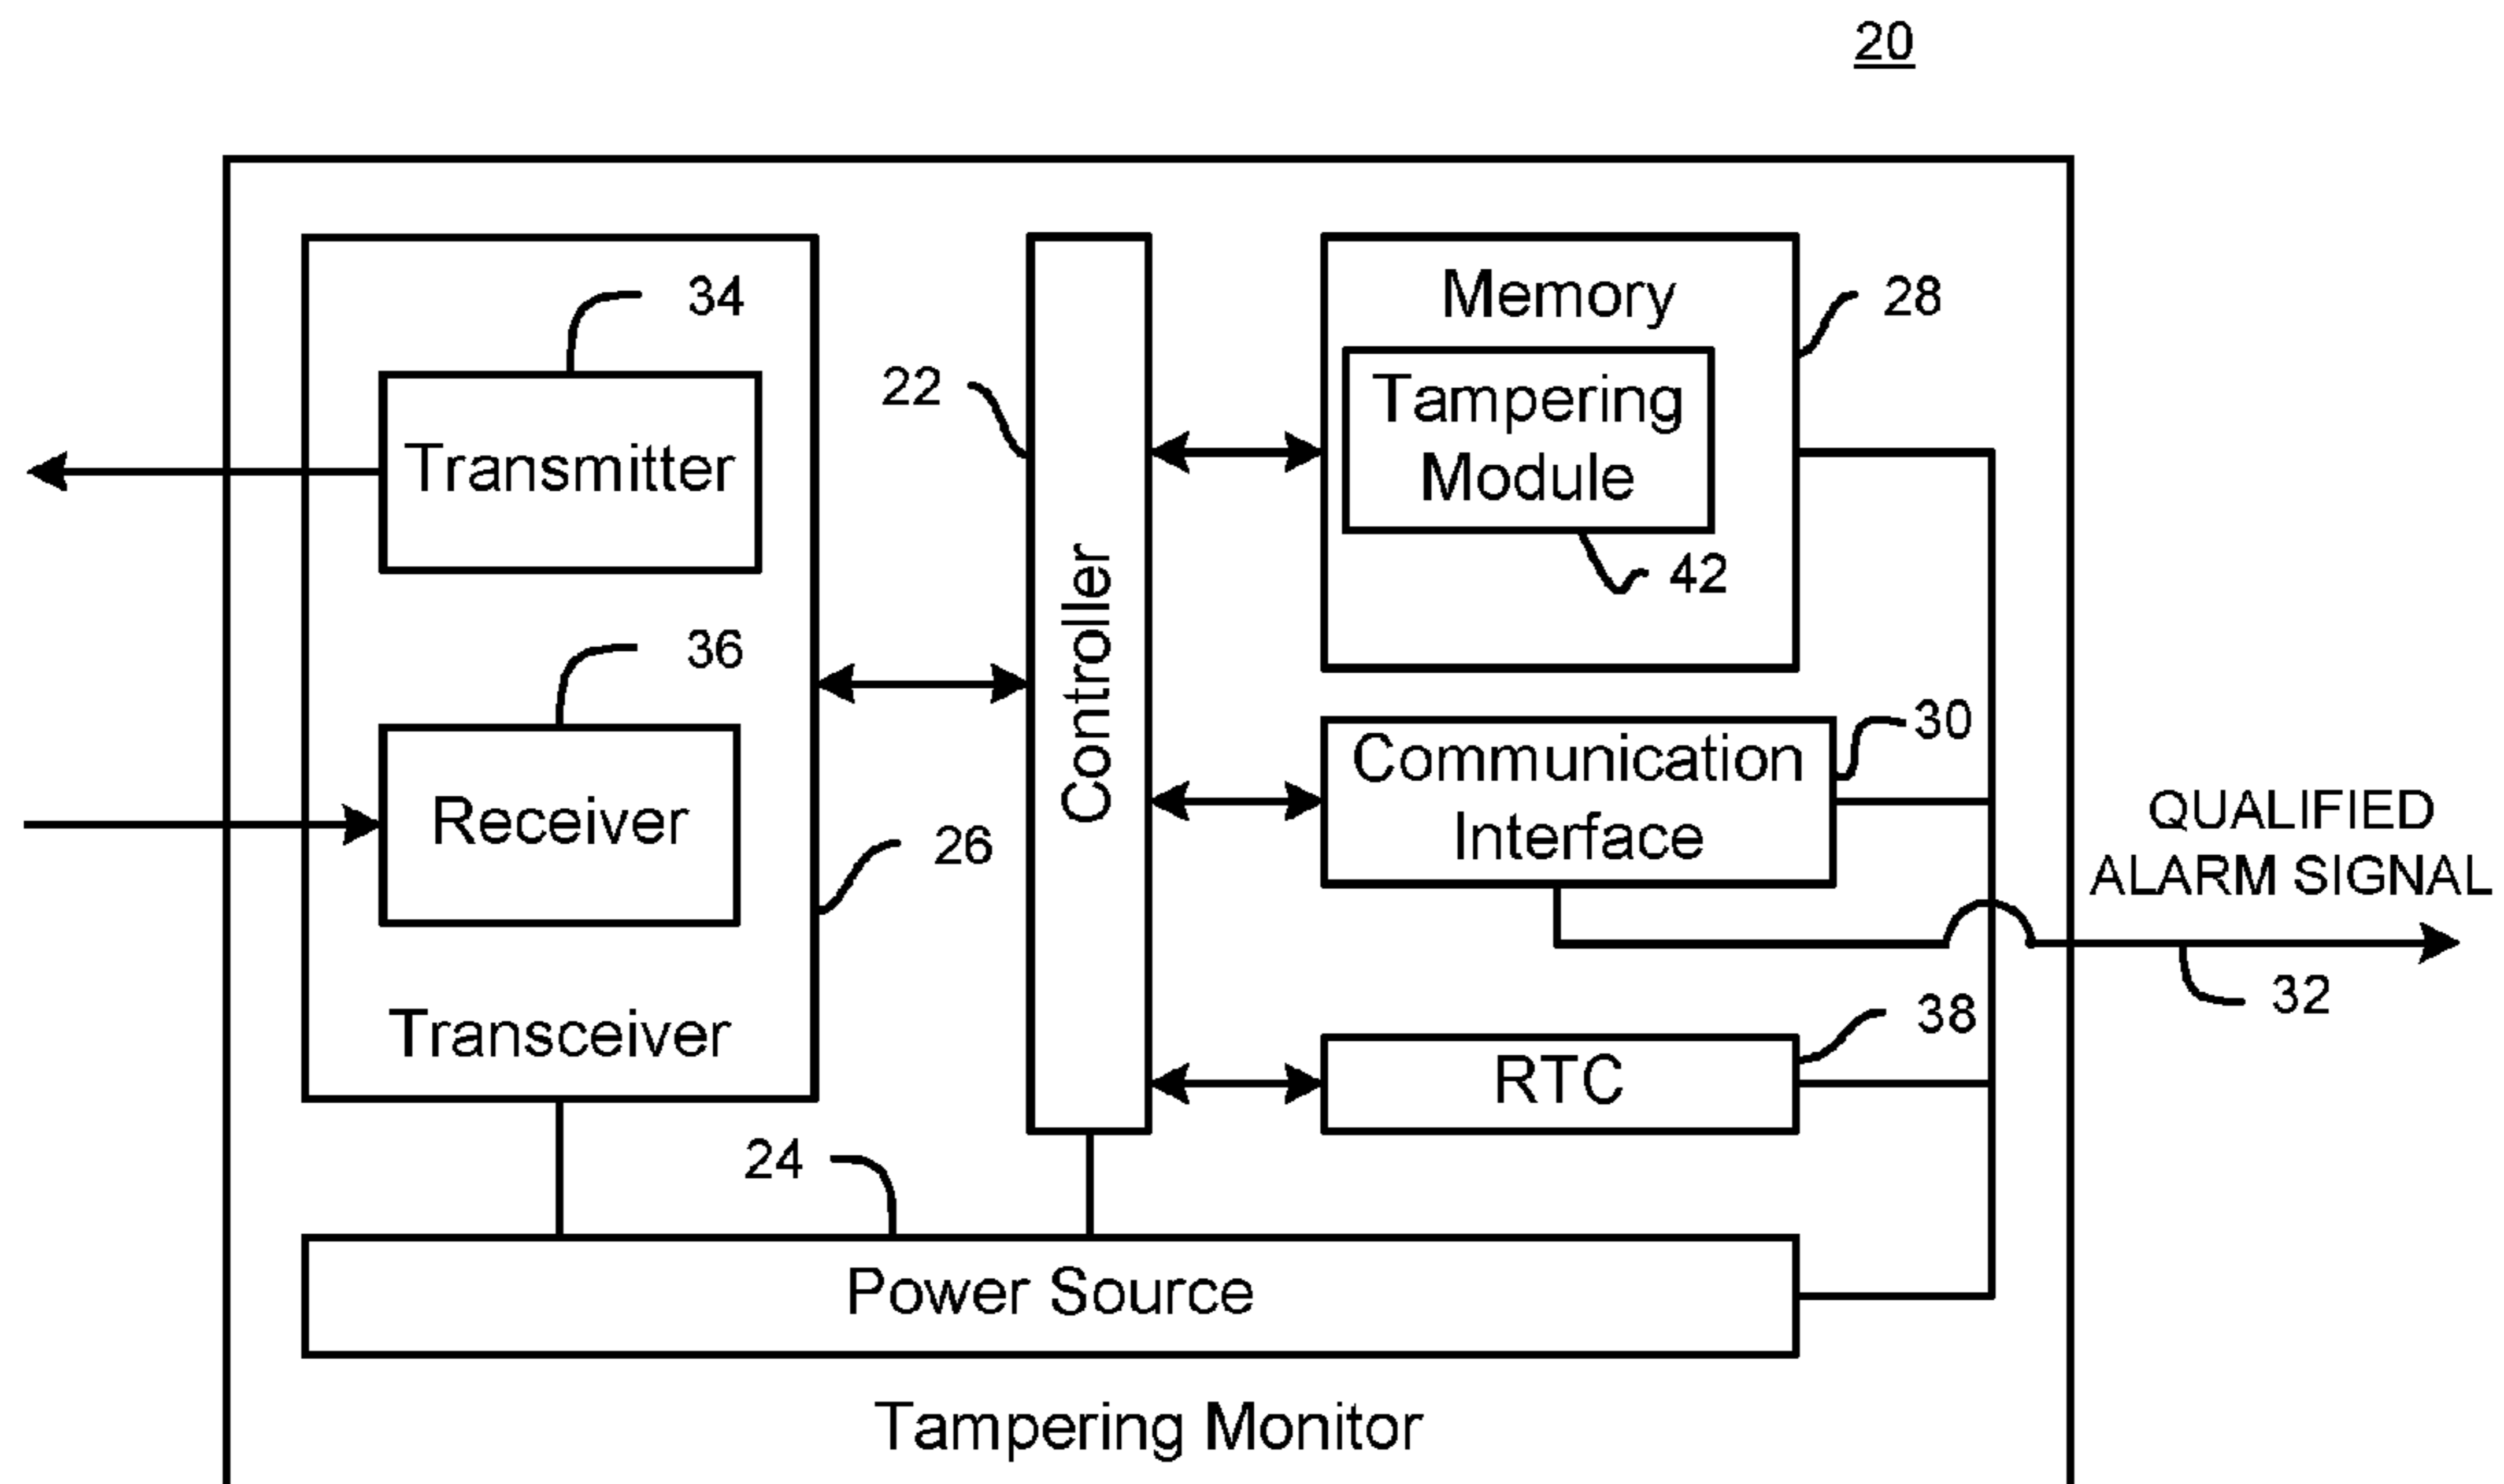 20
34
Transmitter
36
Receiver
26
Transceiver
22
Controller
Memory
28
Tampering
Module
42
Communication
Interface
30
QUALIFIED
ALARM SIGNAL
32
RTC
38
24
Power Source
Tampering Monitor